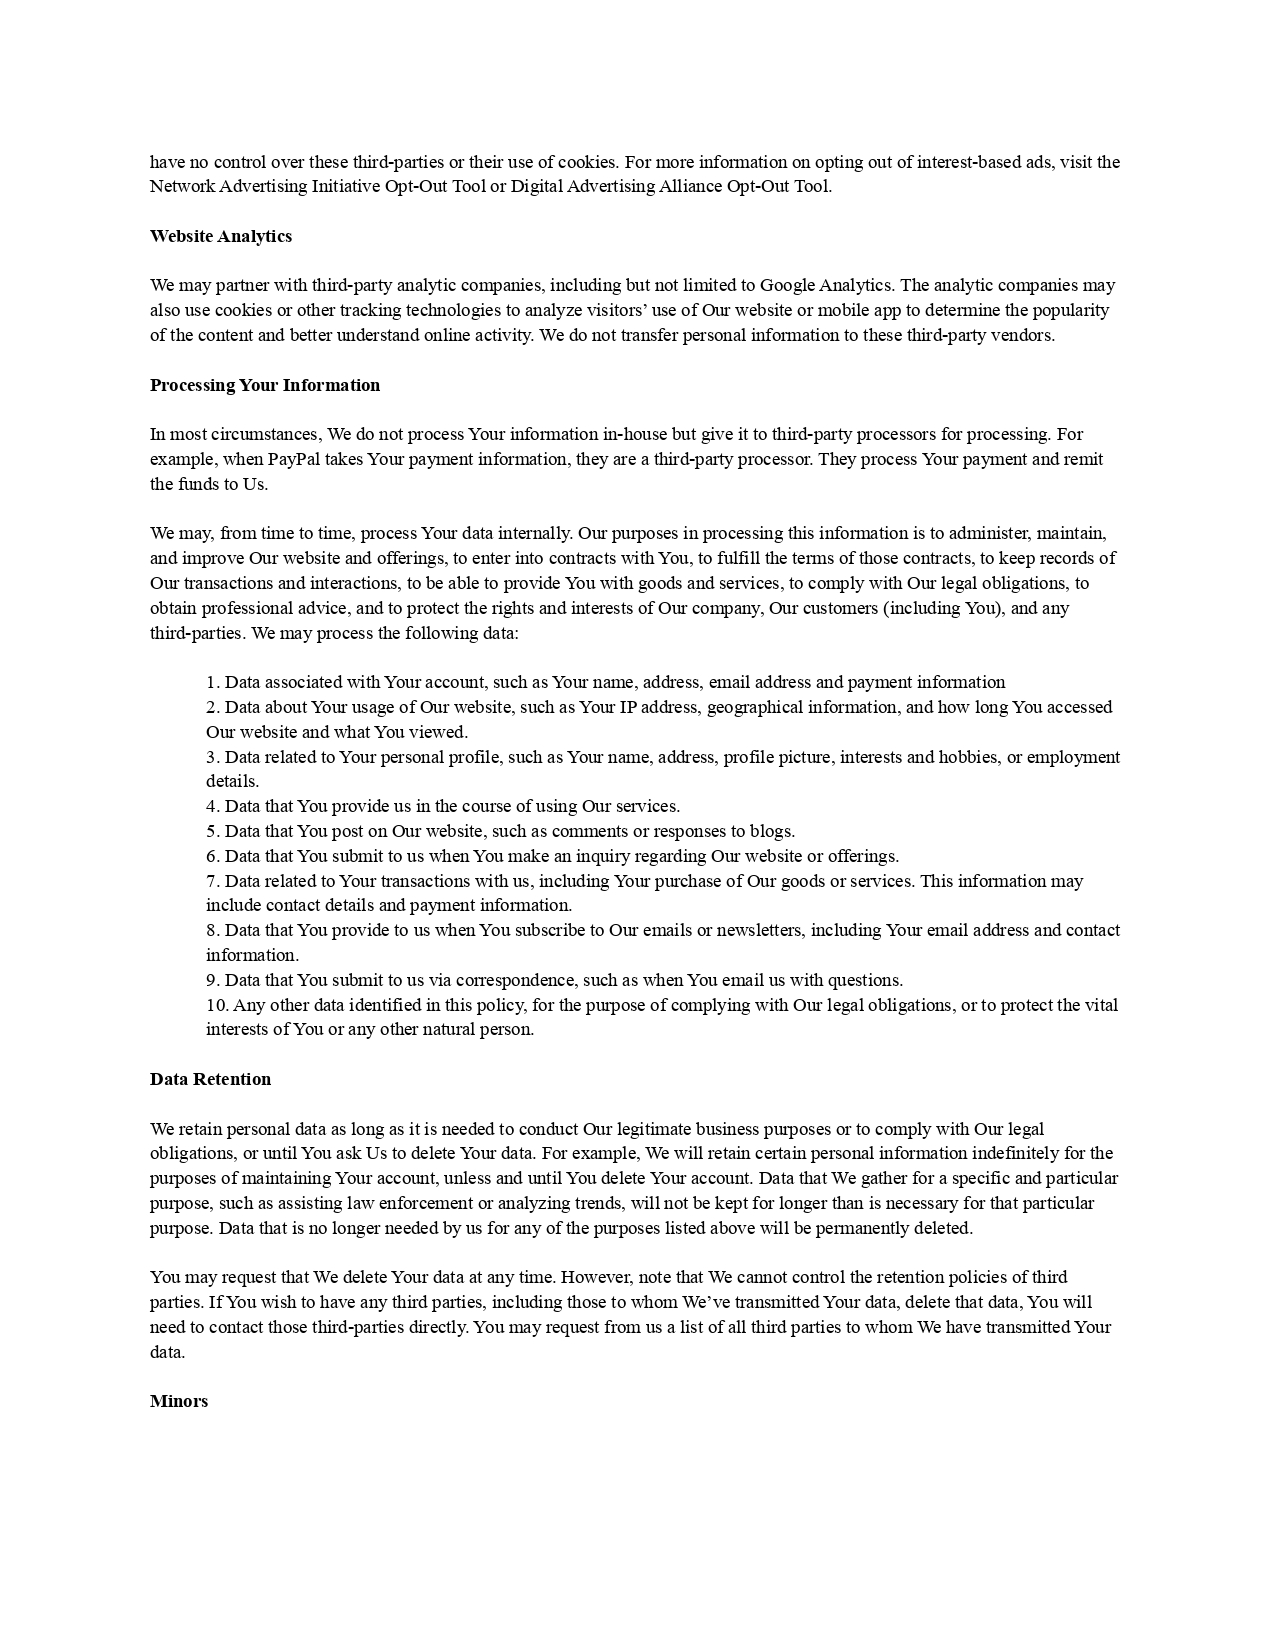 have no control over these third-parties or their use of cookies. For more information on opting out of interest-based ads, visit the
Network Advertising Initiative Opt-Out Tool or Digital Advertising Alliance Opt-Out Tool.
Website Analytics
We may partner with third-party analytic companies, including but not limited to Google Analytics. The analytic companies may
also use cookies or other tracking technologies to analyze visitors’ use of Our website or mobile app to determine the popularity
of the content and better understand online activity. We do not transfer personal information to these third-party vendors.
Processing Your Information
In most circumstances, We do not process Your information in-house but give it to third-party processors for processing. For
example, when PayPal takes Your payment information, they are a third-party processor. They process Your payment and remit
the funds to Us.
We may, from time to time, process Your data internally. Our purposes in processing this information is to administer, maintain,
and improve Our website and offerings, to enter into contracts with You, to fulfill the terms of those contracts, to keep records of
Our transactions and interactions, to be able to provide You with goods and services, to comply with Our legal obligations, to
obtain professional advice, and to protect the rights and interests of Our company, Our customers (including You), and any
third-parties. We may process the following data:
1. Data associated with Your account, such as Your name, address, email address and payment information
2. Data about Your usage of Our website, such as Your IP address, geographical information, and how long You accessed
Our website and what You viewed.
3. Data related to Your personal profile, such as Your name, address, profile picture, interests and hobbies, or employment
details.
4. Data that You provide us in the course of using Our services.
5. Data that You post on Our website, such as comments or responses to blogs.
6. Data that You submit to us when You make an inquiry regarding Our website or offerings.
7. Data related to Your transactions with us, including Your purchase of Our goods or services. This information may
include contact details and payment information.
8. Data that You provide to us when You subscribe to Our emails or newsletters, including Your email address and contact
information.
9. Data that You submit to us via correspondence, such as when You email us with questions.
10. Any other data identified in this policy, for the purpose of complying with Our legal obligations, or to protect the vital
interests of You or any other natural person.
Data Retention
We retain personal data as long as it is needed to conduct Our legitimate business purposes or to comply with Our legal
obligations, or until You ask Us to delete Your data. For example, We will retain certain personal information indefinitely for the
purposes of maintaining Your account, unless and until You delete Your account. Data that We gather for a specific and particular
purpose, such as assisting law enforcement or analyzing trends, will not be kept for longer than is necessary for that particular
purpose. Data that is no longer needed by us for any of the purposes listed above will be permanently deleted.
You may request that We delete Your data at any time. However, note that We cannot control the retention policies of third
parties. If You wish to have any third parties, including those to whom We’ve transmitted Your data, delete that data, You will
need to contact those third-parties directly. You may request from us a list of all third parties to whom We have transmitted Your
data.
Minors